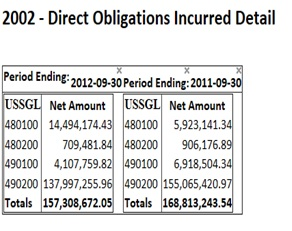 2002 - Direct Obligations Incurred Detail
Period Ending: 2012-09-30 Period Ending: 2011-09-30
USSGL Net Amount USSGL Net Amount
480100 14,494,174.43 480100 5,923,141.34
480200 709,481.84 480200 906,176.89
490100 4,107,759.82 490100 6,918,504.34
490200 137,997,255.96 490200 155,065,420.97
Totals 157,308,672.05 Totals 168,813,243.54